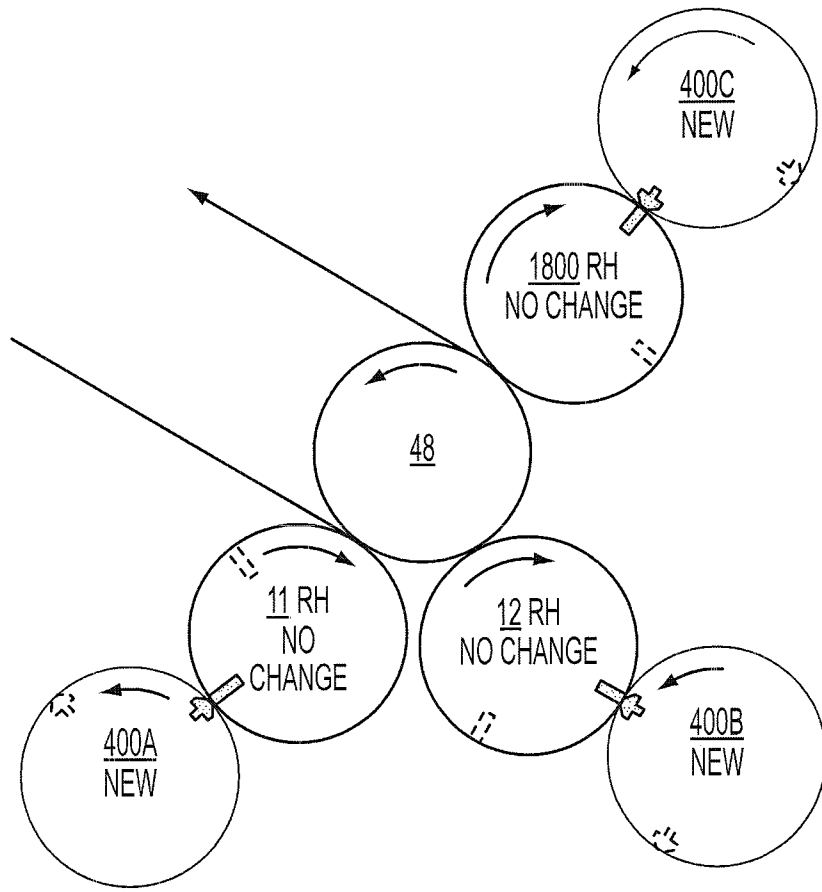 400C
NEW
1800 RH
NO CHANGE
48
11 RH
NO
CHANGE
12 RH
NO CHANGE
400A
NEW
400B
NEW